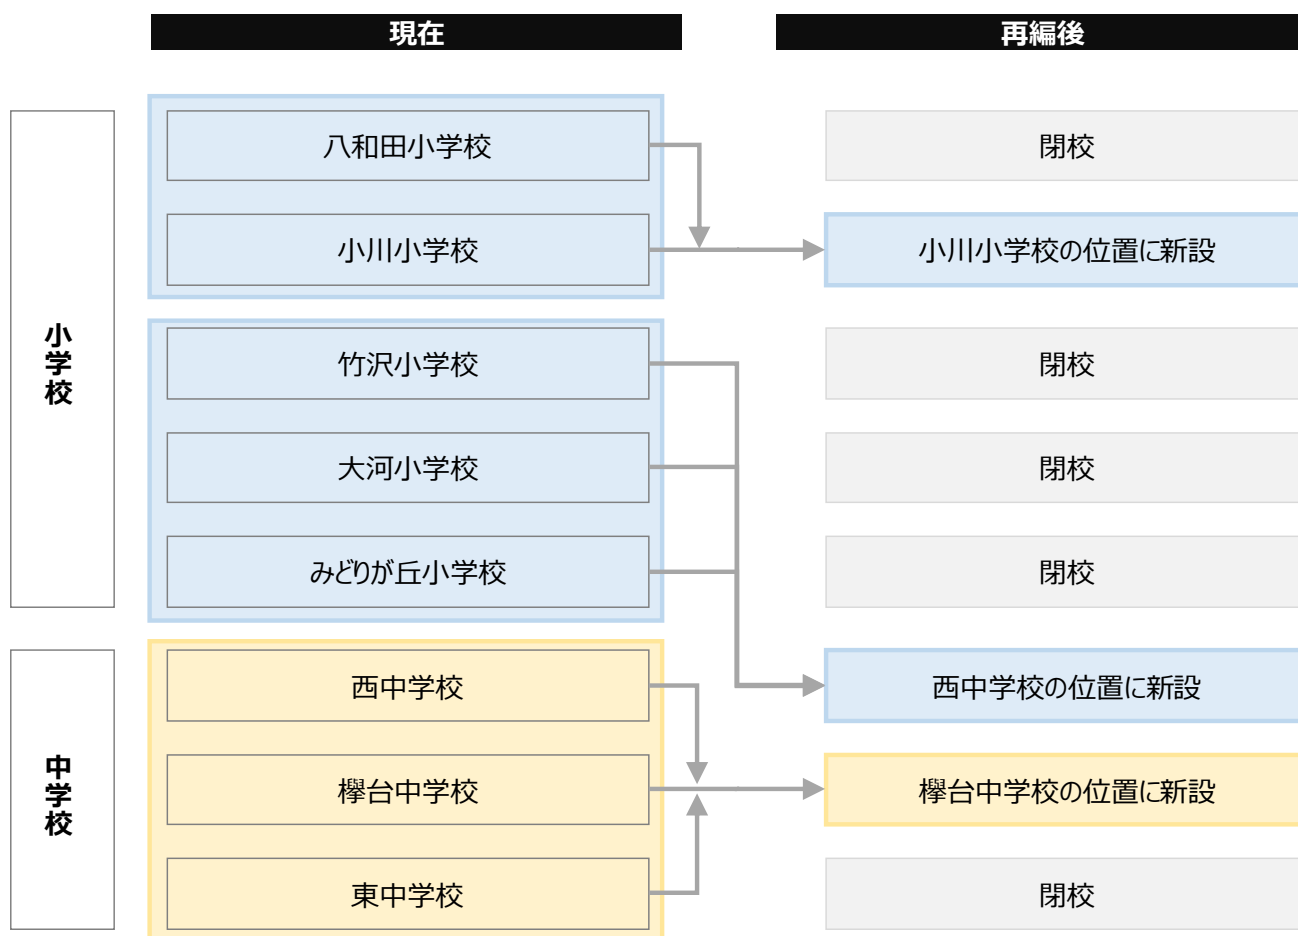 現在
再編後
小学校
八和田小学校
閉校
小川小学校
小川小学校の位置に新設
竹沢小学校
閉校
大河小学校
閉校
みどりが丘小学校
閉校
中学校
西中学校
西中学校の位置に新設
欅台中学校
欅台中学校の位置に新設
東中学校
閉校